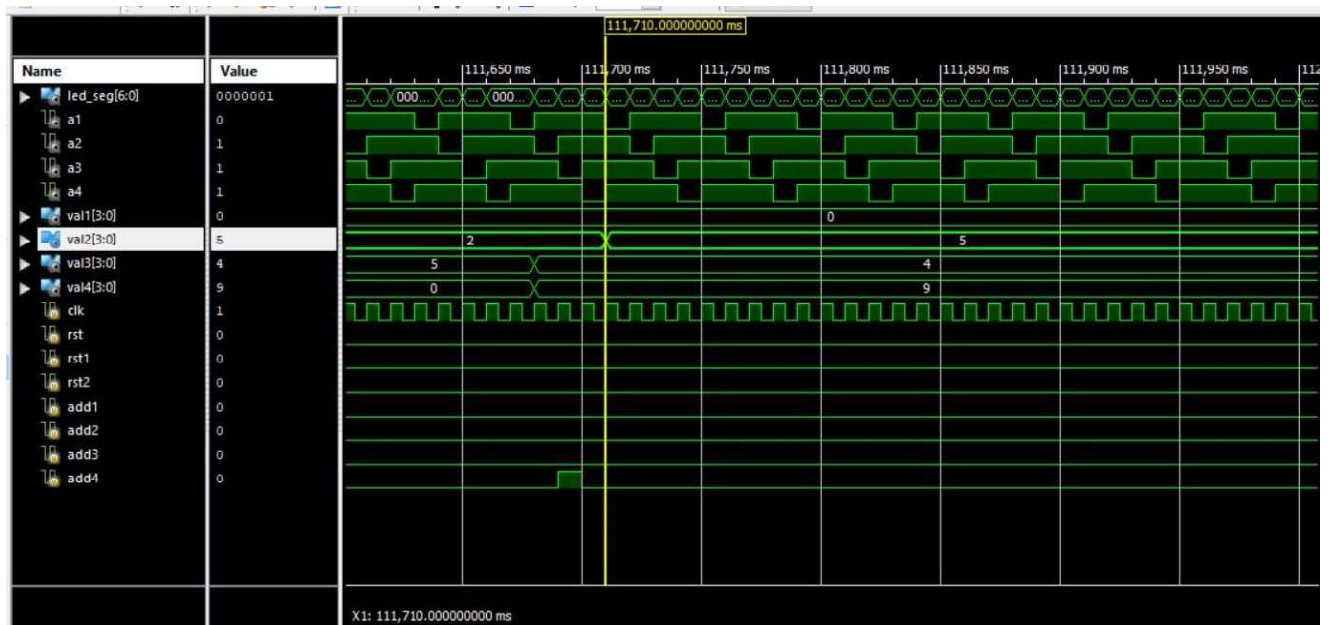 111,710.000000000 ms
Name Value 111,650 ms 111,700 ms 111,750 ms 111,800 ms 111,850 ms 111,900 ms 111,950 ms 112
led_seg[6:0] 0000001 000... 000...
a1 0
a2 1
a3 1
a4 1
val1[3:0] 0 0
val2[3:0] 5 2 5
val3[3:0] 4 5 4
val4[3:0] 9 0 9
clk 1
rst 0
rst1 0
rst2 0
add1 0
add2 0
add3 0
add4 0
X1: 111,710.000000000 ms